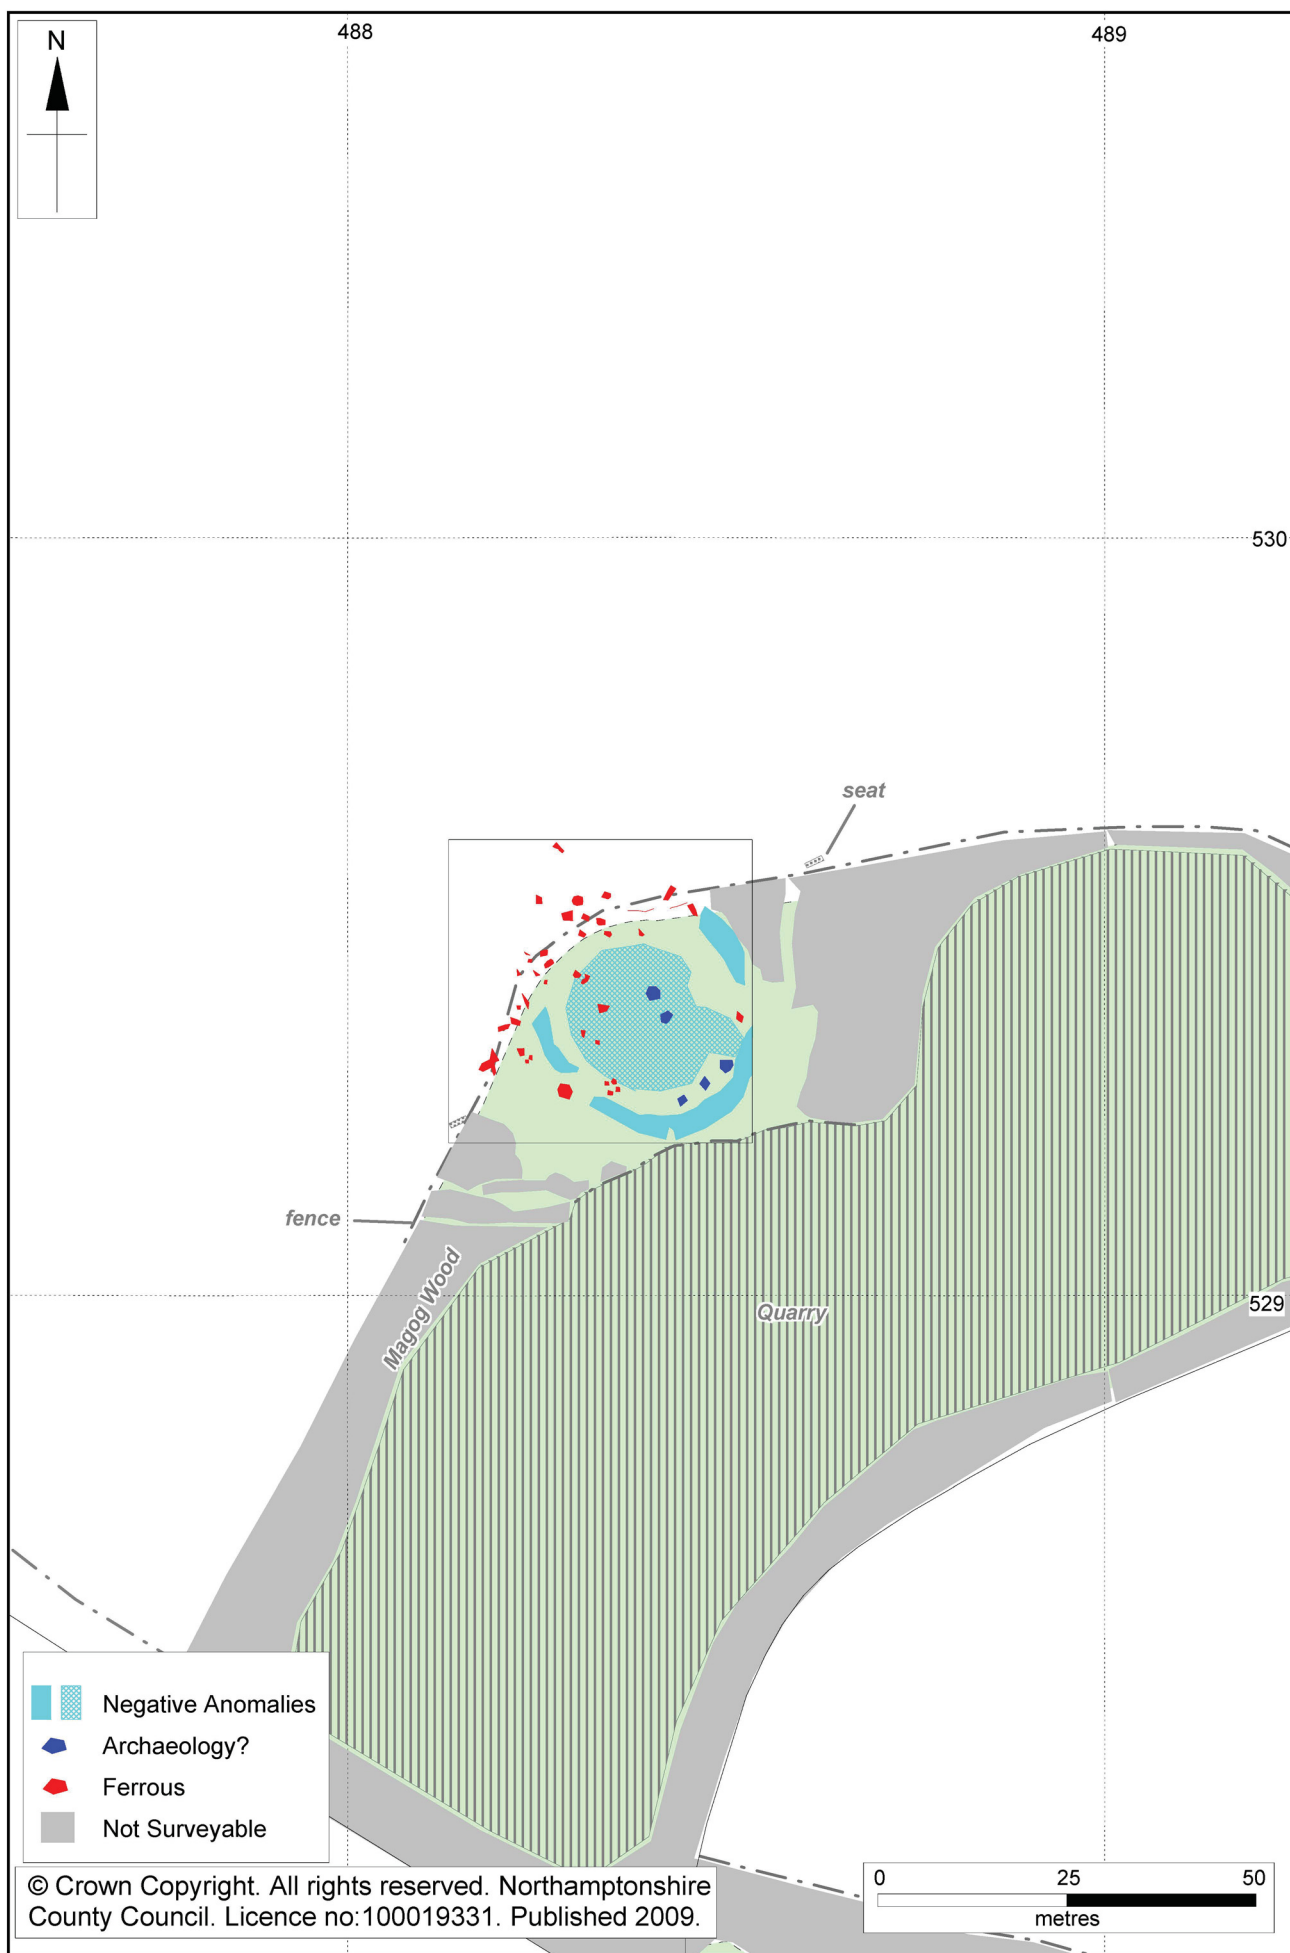 N
488
489
530
seat
fence
Magog Wood
Quarry
529
Negative Anomalies
Archaeology?
Ferrous
Not Surveyable
© Crown Copyright. All rights reserved. Northamptonshire
County Council. Licence no:100019331. Published 2009.
0 25 50
metres